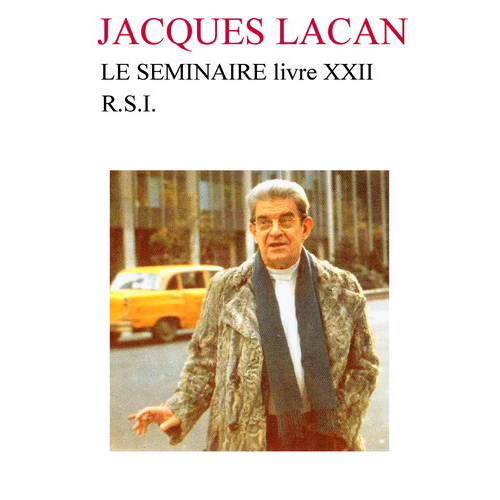 JACQUES LACAN
LE SEMINAIRE livre XXII
R.S.I.